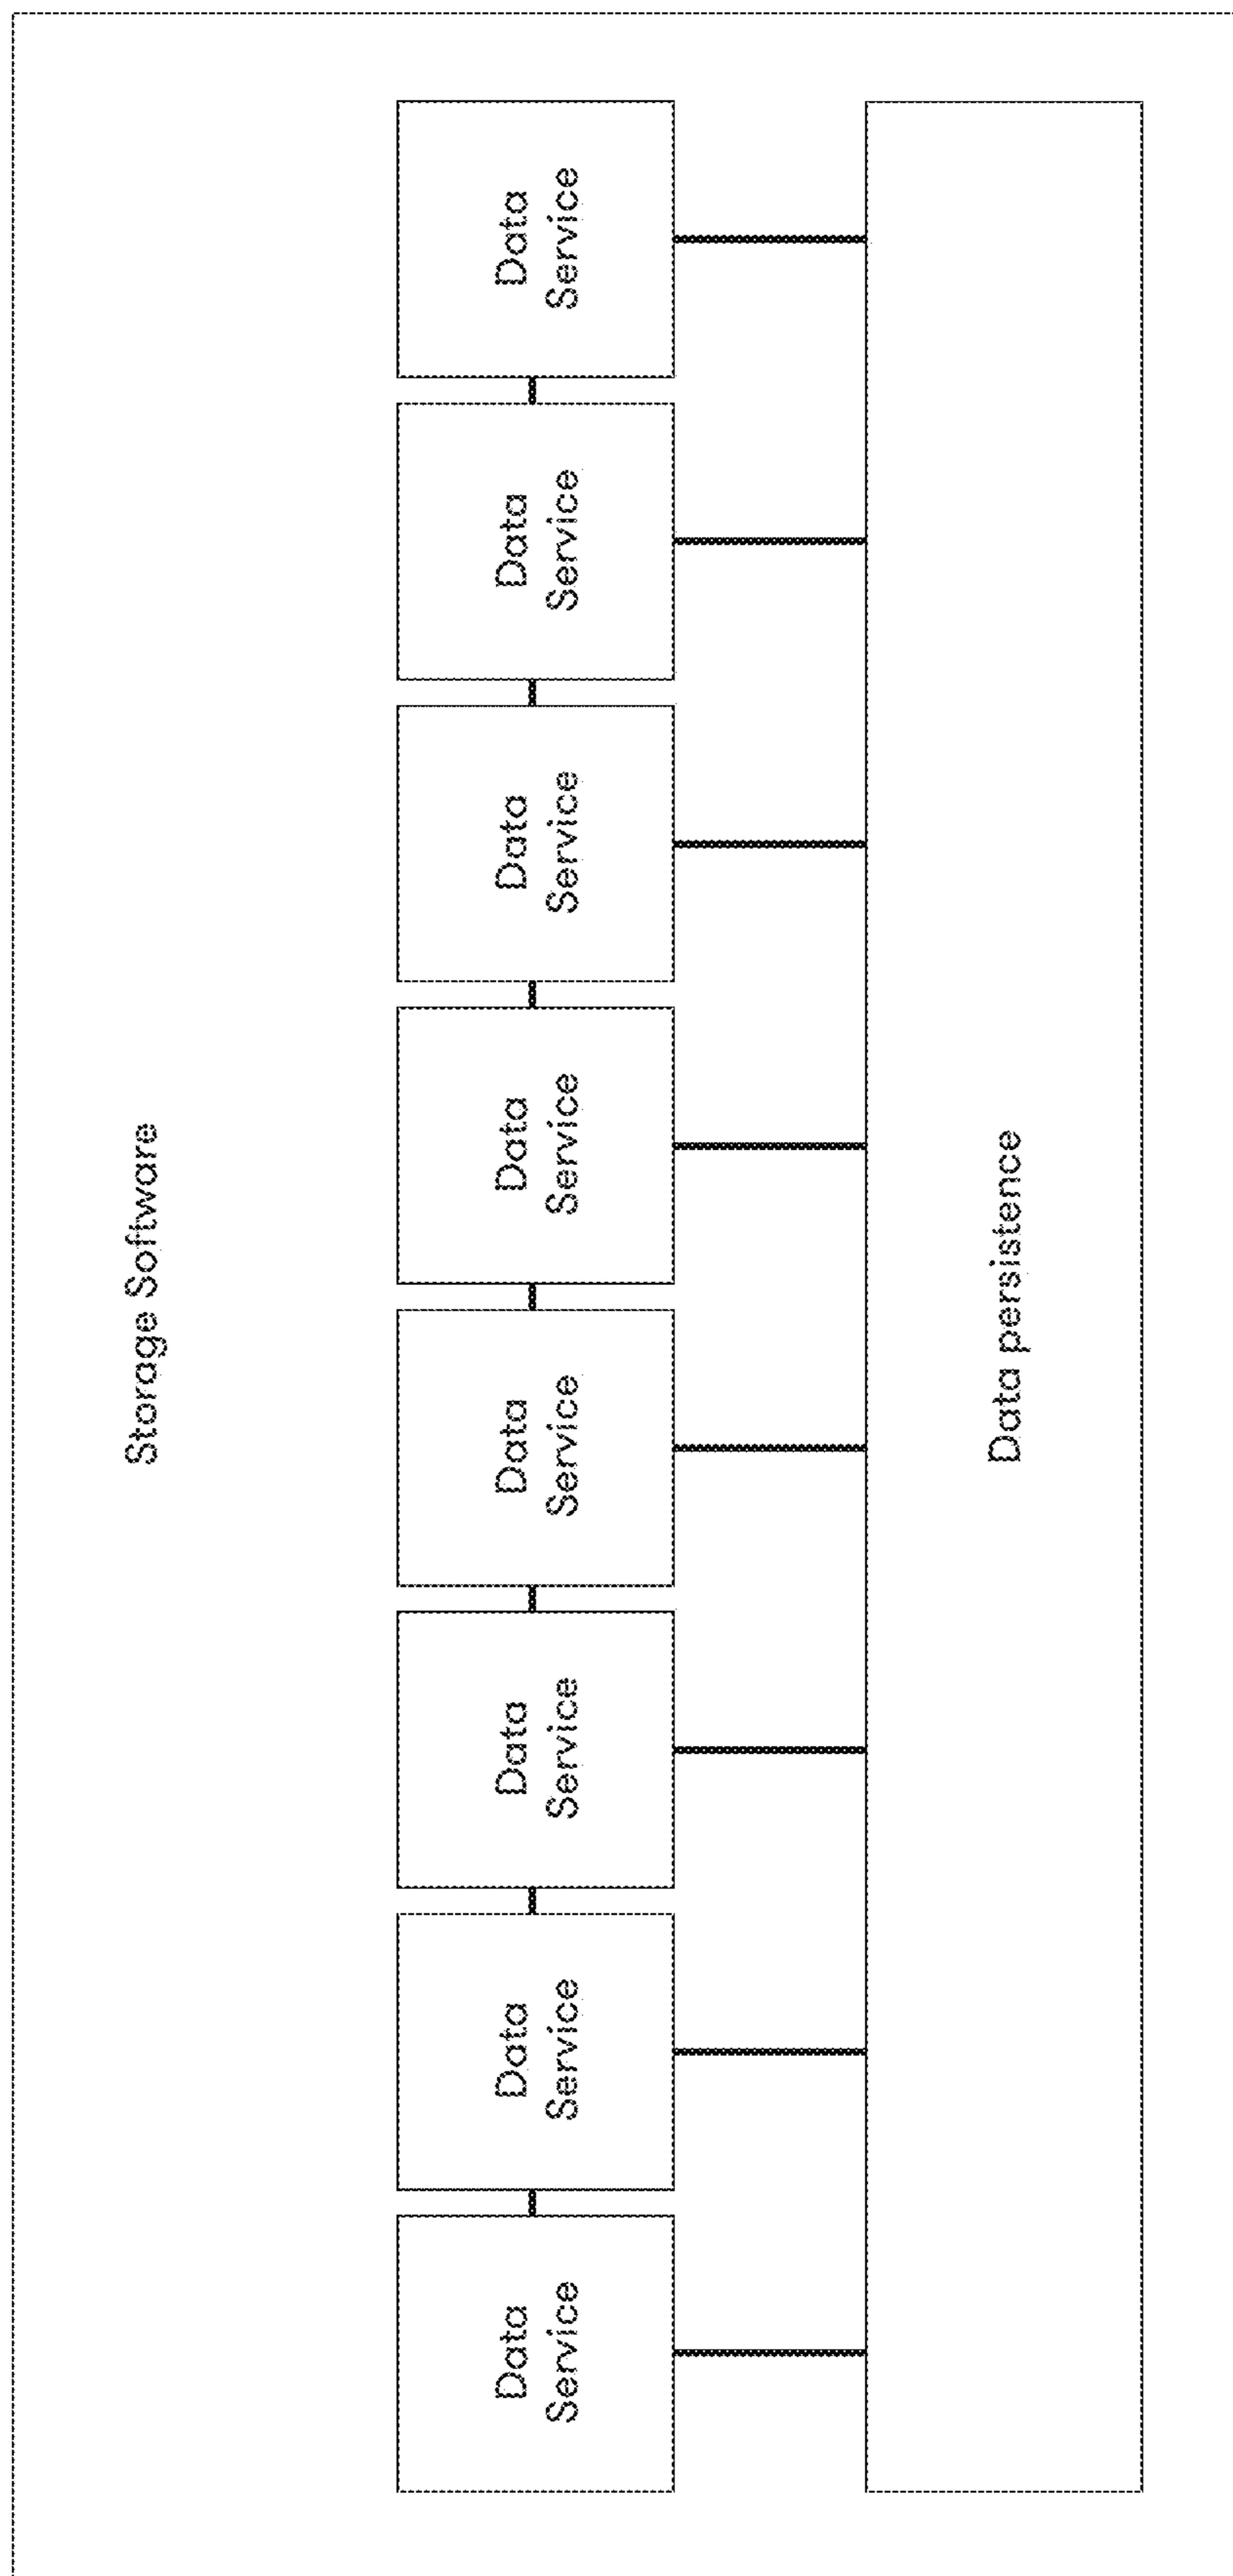 Storage Software
Data
Service
Data
Service
Data
Service
Data
Service
Data
Service
Data
Service
Data
Service
Data
Service
Data persistence